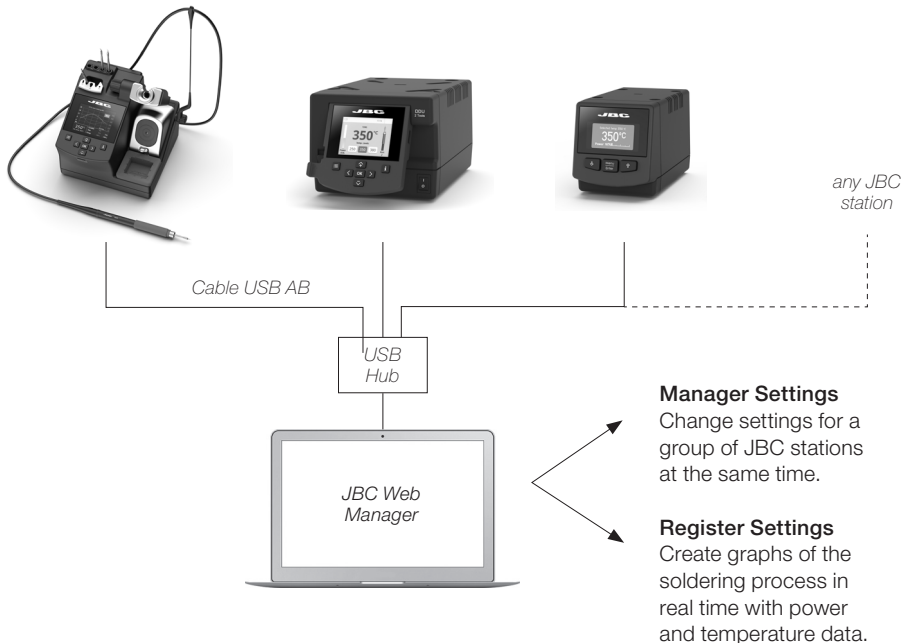 JBC
JBC
DDU
2 Tools
350°C
OK
JBC
350°C
any JBC
station
Cable USB AB
USB
Hub
JBC Web
Manager
Manager Settings
Change settings for a
group of JBC stations
at the same time.
Register Settings
Create graphs of the
soldering process in
real time with power
and temperature data.